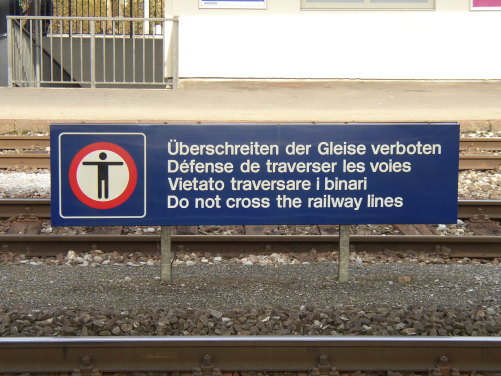 Überschreiten der Gleise verboten
Défense de traverser les voies
Vietato traversare i binari
Do not cross the railway lines